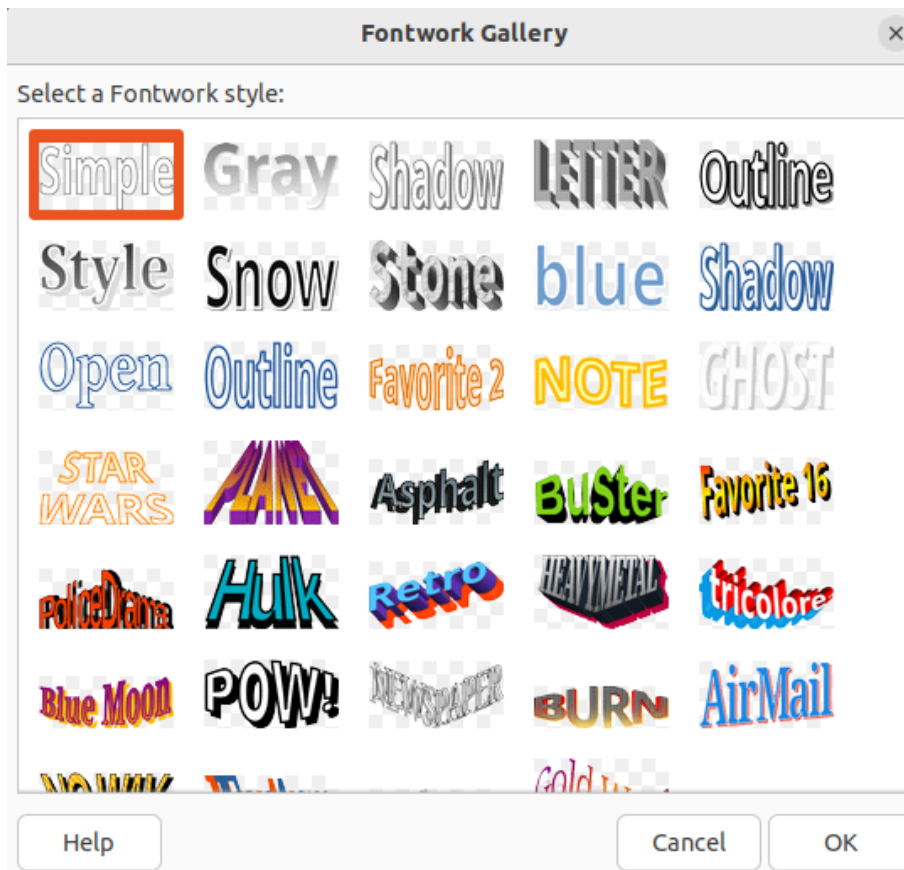 Fontwork Gallery
Select a Fontwork style:
Simple Gray Shadow LETTER Outline
Style Snow Stone blue Shadow
Open Outline Favorite 2 NOTE GHOST
STAR WARS PLANET Asphalt BuSter Favorite 16
PoliceDrama Hulk Retro HEAVYMETAL tricolore
Blue Moon POW! NEWSPAPER BURN AirMail
Gold
Help Cancel OK